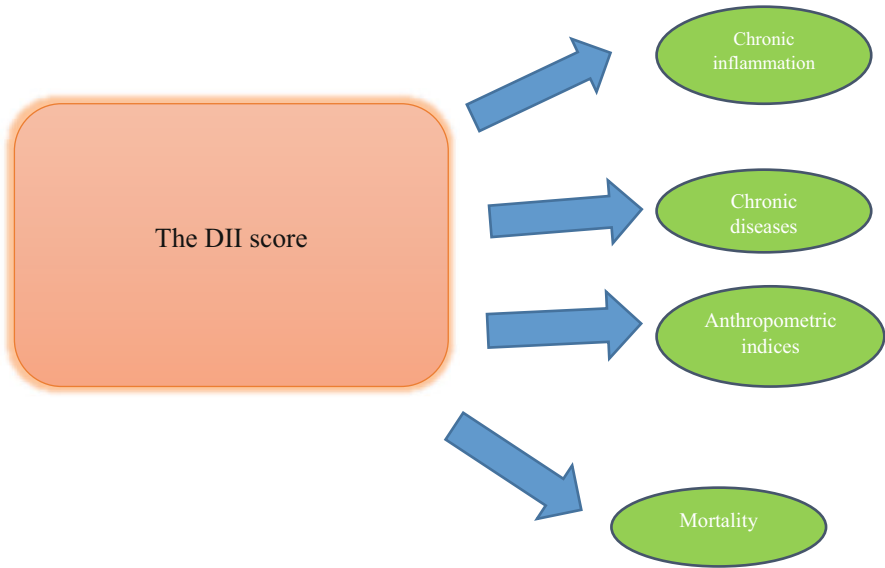 The DII score
Chronic
inflammation
Chronic
diseases
Anthropometric
indices
Mortality